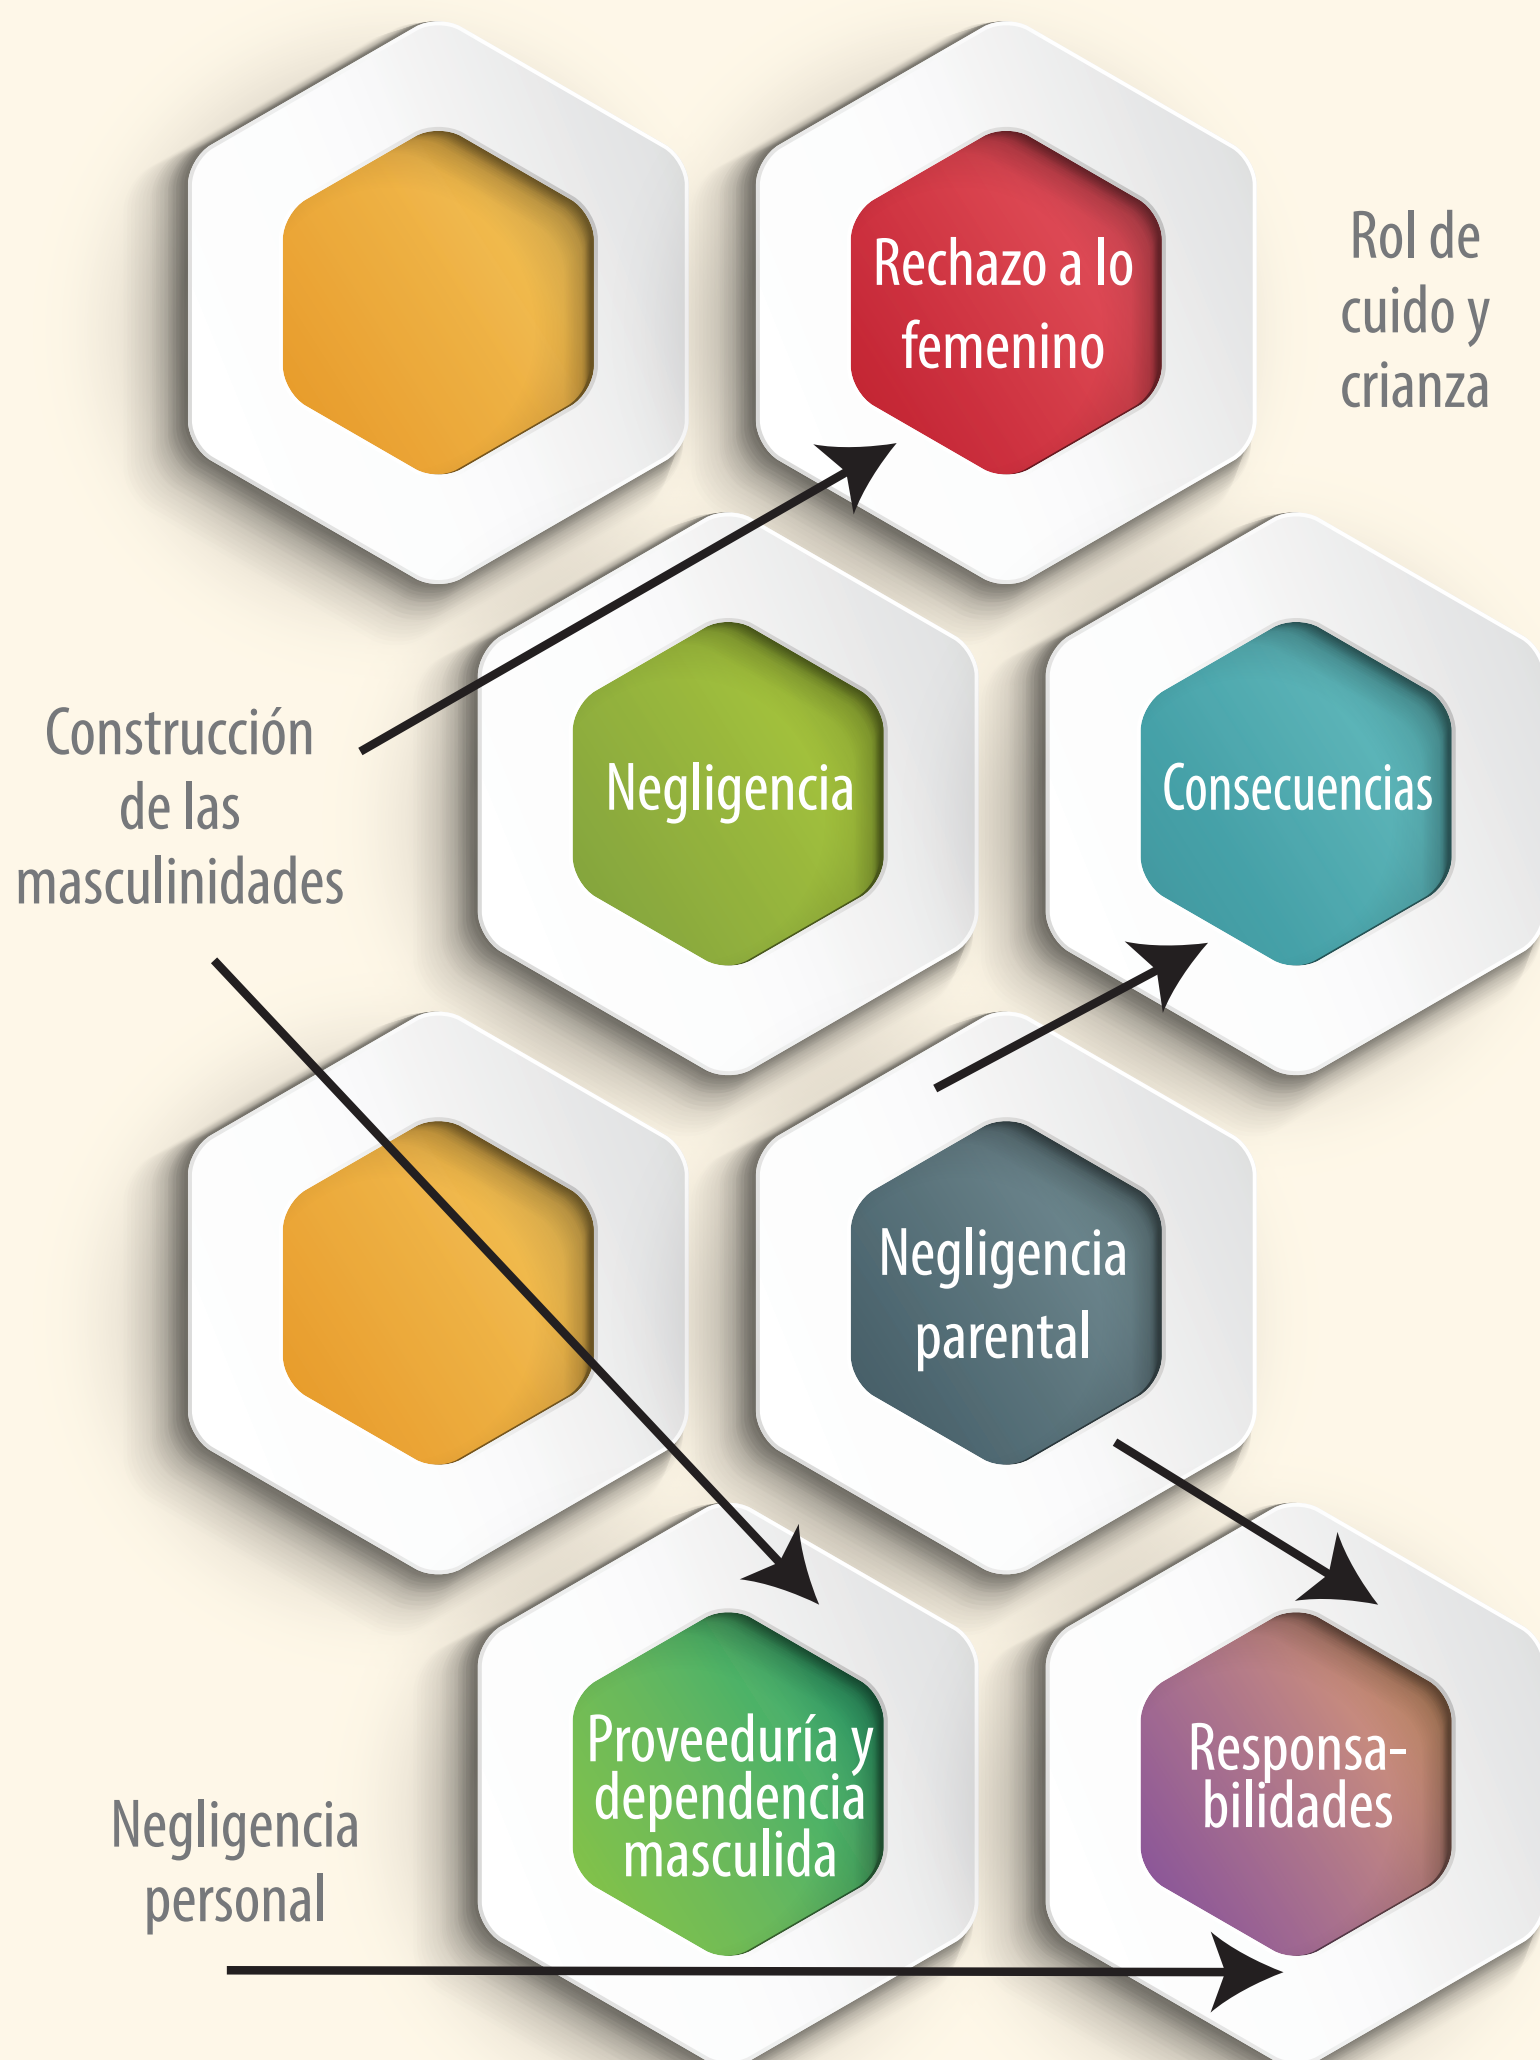 Rechazo a lo
femenino
Rol de
cuido y
crianza
Construcción
de las
masculinidades
Negligencia
Consecuencias
Negligencia
parental
Proveeduría y
dependencia
masculida
Responsa-
bilidades
Negligencia
personal